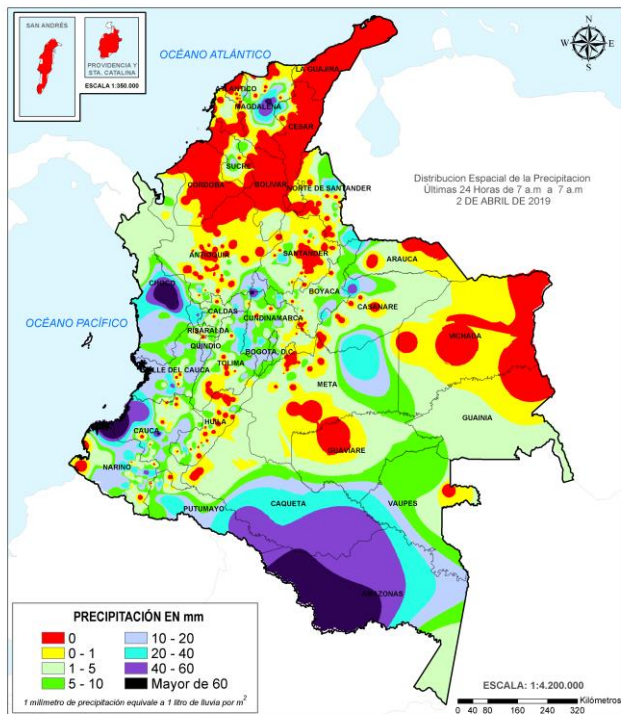 SAN ANDRÉS
PROVIDENCIA Y
STA. CATALINA
ESCALA 1:350.000
N
W
E
S
OCÉANO ATLÁNTICO
LA GUAJIRA
ATLANTICO
MAGDALENA
CESAR
SUCRE
CORDOBA
BOLIVAR
NORTE DE SANTANDER
Distribucion Espacial de la Precipitacion
Últimas 24 Horas de 7 a.m a 7 a.m
2 DE ABRIL DE 2019
ANTIOQUIA
SANTANDER
ARAUCA
CHOCO
BOYACA
CASANARE
OCÉANO PACÍFICO
CALDAS
CUNDINAMARCA
RISARALDA
VICHADA
QUINDIO
BOGOTA, D.C.
TOLIMA
VALLE DEL CAUCA
META
GUAINIA
CAUCA
HUILA
GUAVIARE
NARIÑO
PUTUMAYO
CAQUETA
VAUPES
AMAZONAS
PRECIPITACIÓN EN mm
0
0 - 1
1 - 5
5 - 10
10 - 20
20 - 40
40 - 60
Mayor de 60
1 milímetro de precipitación equivale a 1 litro de lluvia por m²
ESCALA: 1:4.200.000
Kilómetros
0 40 80 160 240 320